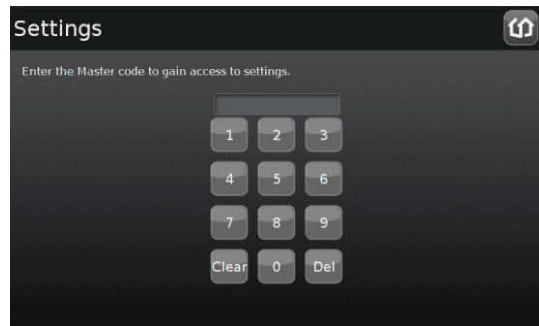 Settings
Enter the Master code to gain access to settings.
1 2 3
4 5 6
7 8 9
Clear 0 Del